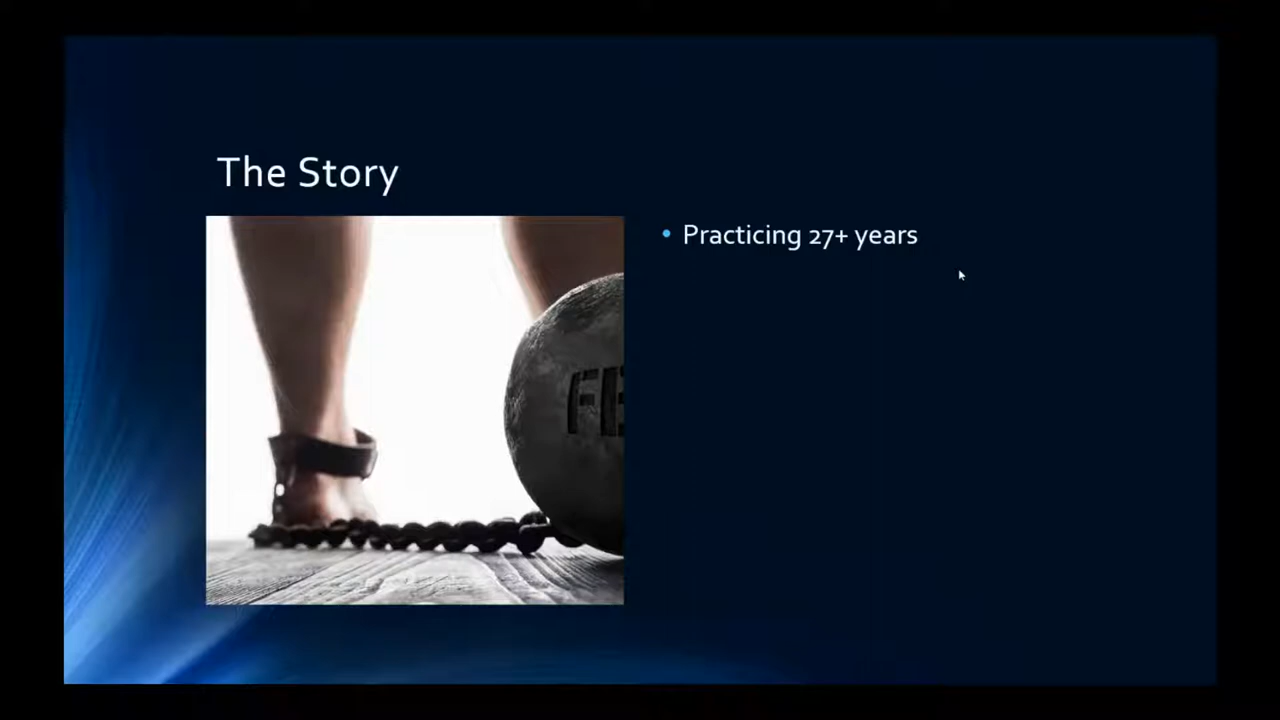 The Story
• Practicing 27+ years